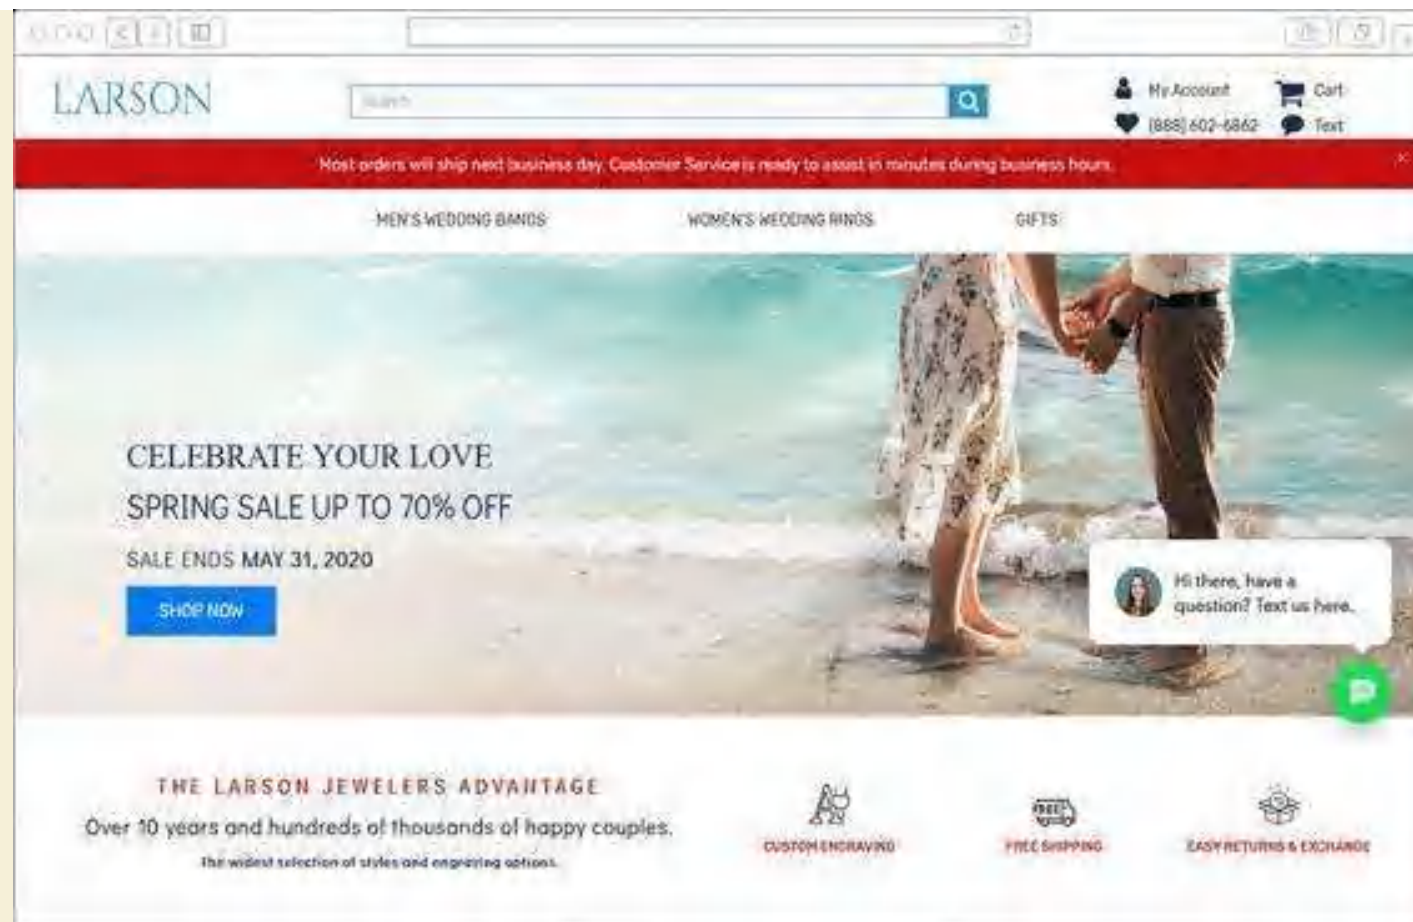 LARSON
Search
My Account
Cart
(888) 602-6862
Text
Most orders will ship next business day. Customer Service is ready to assist in minutes during business hours.
MEN'S WEDDING BANDS
WOMEN'S WEDDING RINGS
GIFTS
CELEBRATE YOUR LOVE
SPRING SALE UP TO 70% OFF
SALE ENDS MAY 31, 2020
SHOP NOW
Hi there, have a
question? Text us here.
THE LARSON JEWELERS ADVANTAGE
Over 10 years and hundreds of thousands of happy couples.
The widest selection of styles and engraving options.
FREE
CUSTOM ENGRAVING
FREE SHIPPING
EASY RETURNS & EXCHANGE